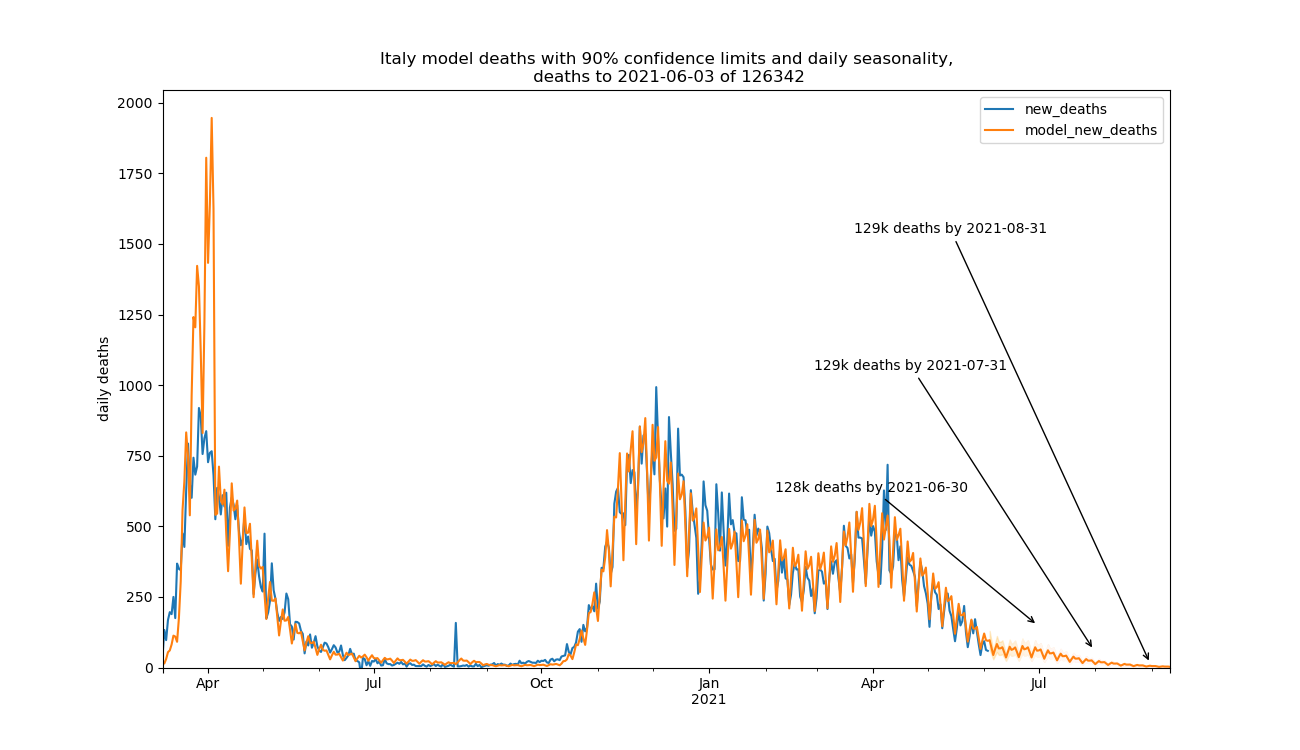 Italy model deaths with 90% confidence limits and daily seasonality,
deaths to 2021-06-03 of 126342
new_deaths
model_new_deaths
daily deaths
2000
1750
1500
1250
1000
750
500
250
0
129k deaths by 2021-08-31
129k deaths by 2021-07-31
128k deaths by 2021-06-30
Apr
Jul
Oct
Jan
2021
Apr
Jul